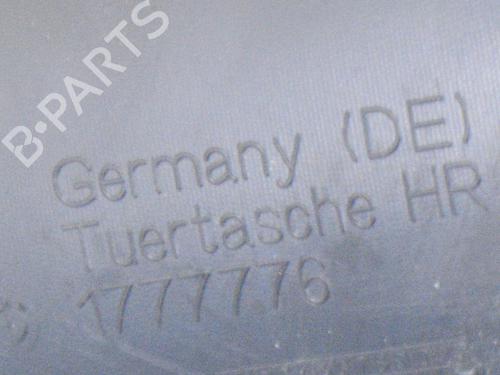 B-PARTS
Germany (DE)
Tuertasche HR
1777776